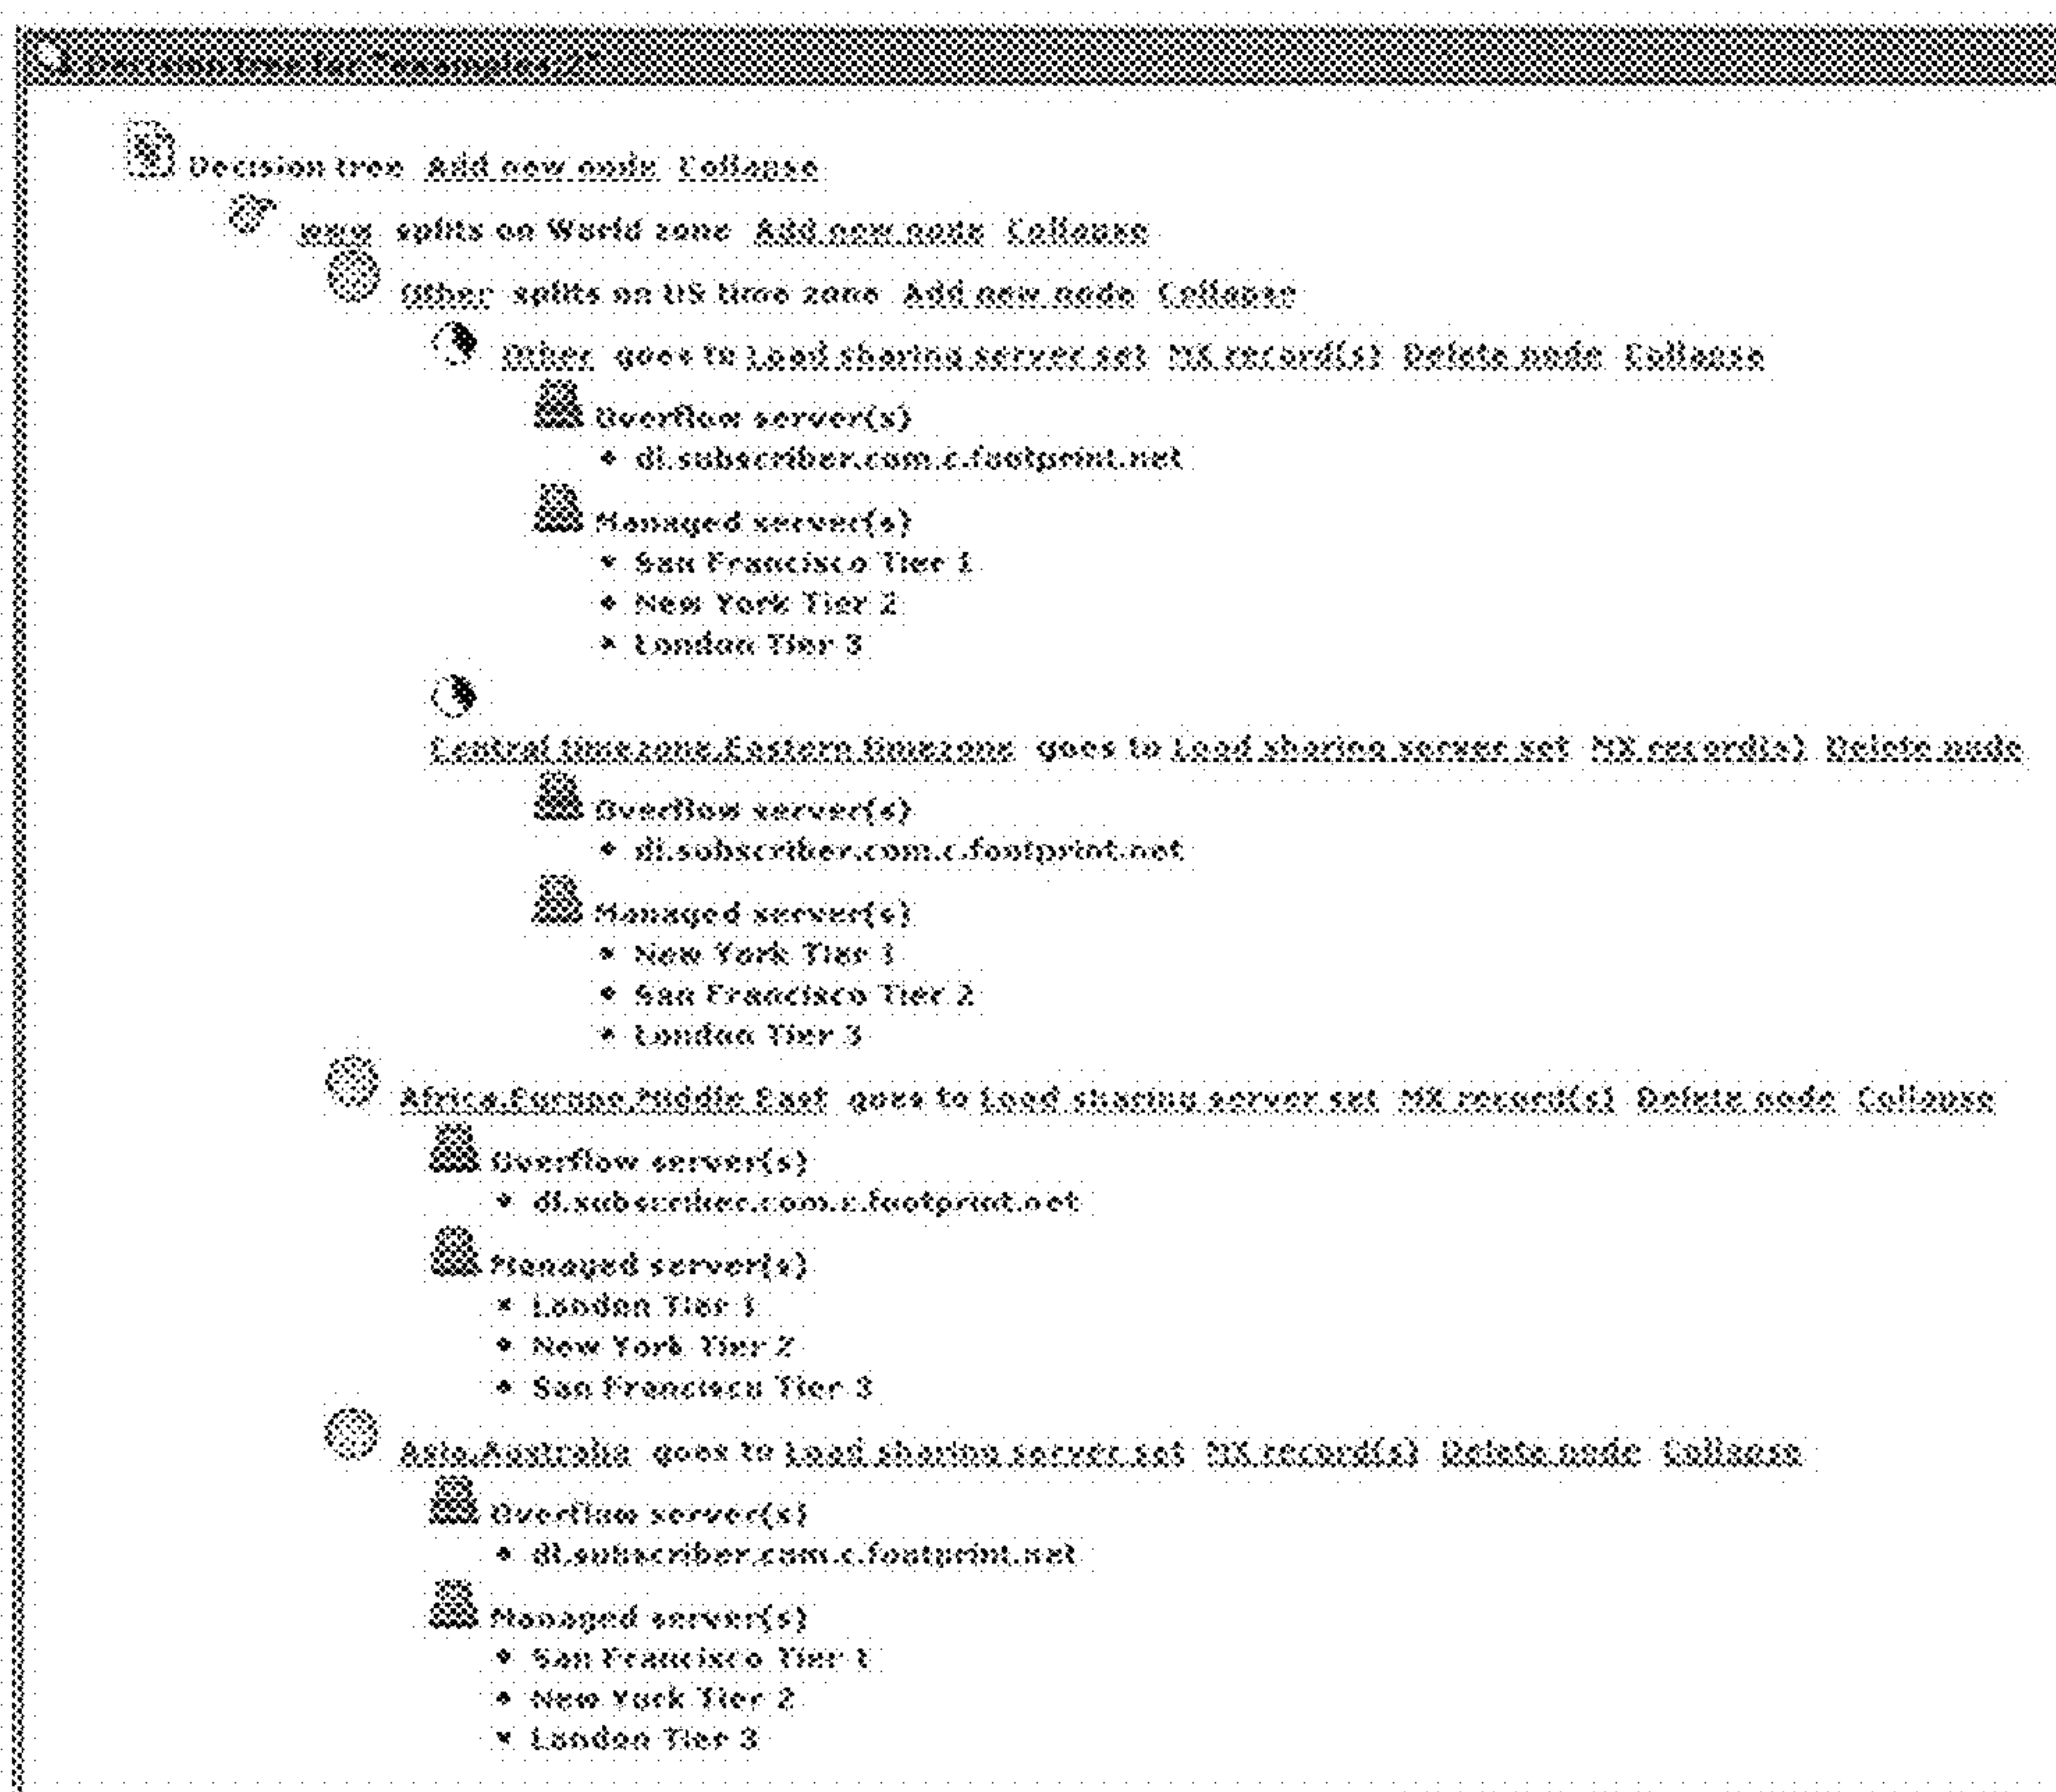 Decision tree for "examples.2"
Decision tree Add new node Collapse
splits on World zone Add new node Collapse
Other splits on US time zone Add new node Collapse
Other goes to Load sharing server set MX record(s) Delete node Collapse
Overflow server(s)
• dl.subscriber.com.c.footprint.net
Managed server(s)
• San Francisco Tier 1
• New York Tier 2
• London Tier 3
Central timezone,Eastern timezone goes to Load sharing server set MX record(s) Delete node
Overflow server(s)
• dl.subscriber.com.c.footprint.net
Managed server(s)
• New York Tier 1
• San Francisco Tier 2
• London Tier 3
Africa,Europe,Middle East goes to Load sharing server set MX record(s) Delete node Collapse
Overflow server(s)
• dl.subscriber.com.c.footprint.net
Managed server(s)
• London Tier 1
• New York Tier 2
• San Francisco Tier 3
Asia,Australia goes to Load sharing server set MX record(s) Delete node Collapse
Overflow server(s)
• dl.subscriber.com.c.footprint.net
Managed server(s)
• San Francisco Tier 1
• New York Tier 2
• London Tier 3